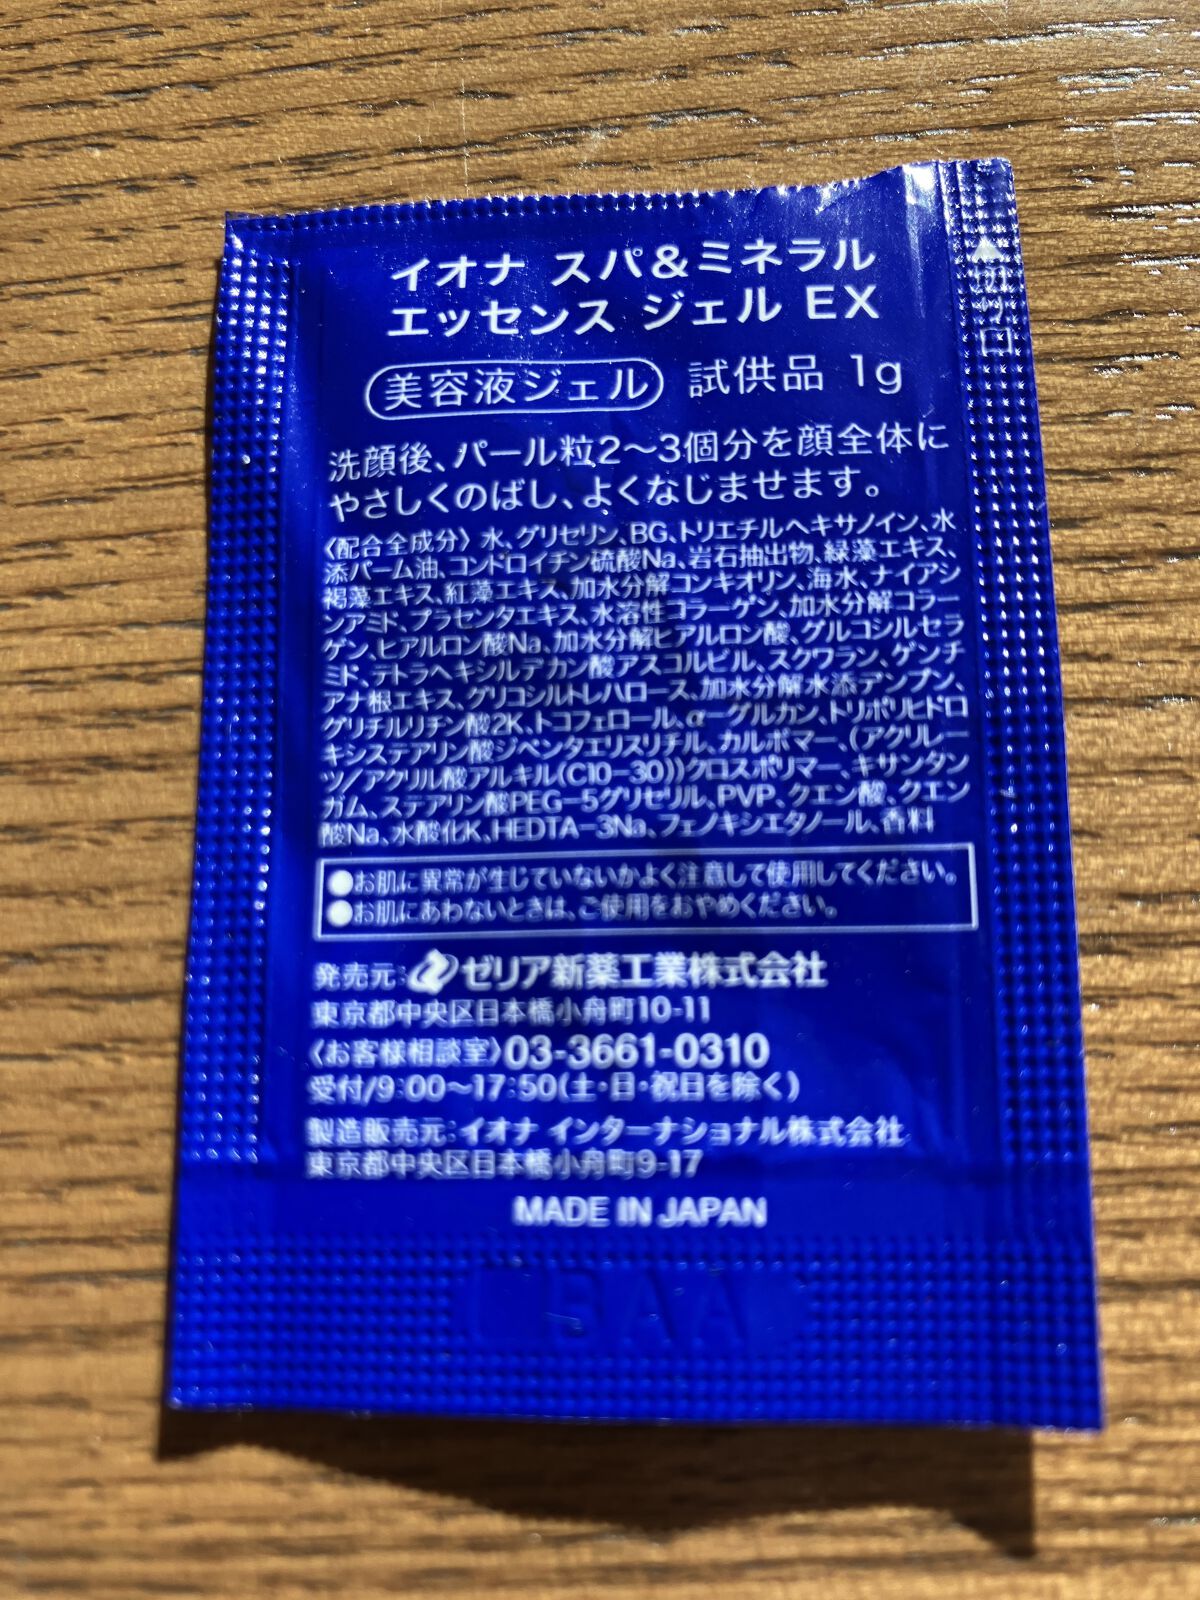 イオナ スパ&ミネラル
エッセンス ジェル EX
美容液ジェル 試供品 1g
切り口
洗顔後、パール粒2〜3個分を顔全体に
やさしくのばし、よくなじませます。
〈配合全成分〉水、グリセリン、BG、トリエチルヘキサノイン、水
添パーム油、コンドロイチン硫酸Na、岩石抽出物、緑藻エキス、
褐藻エキス、紅藻エキス、加水分解コンキオリン、海水、ナイアシ
ンアミド、プラセンタエキス、水溶性コラーゲン、加水分解コラー
ゲン、ヒアルロン酸Na、加水分解ヒアルロン酸、グルコシルセラ
ミド、テトラヘキシルデカン酸アスコルビル、スクワラン、ゲンチ
アナ根エキス、グリコシルトレハロース、加水分解水添デンプン、
グリチルリチン酸2K、トコフェロール、α-グルカン、トリポリヒドロ
キシステアリン酸ジペンタエリスリチル、カルボマー、(アクリレー
ツ/アクリル酸アルキル(C10-30))クロスポリマー、キサンタン
ガム、ステアリン酸PEG-5グリセリル、PVP、クエン酸、クエン
酸Na、水酸化K、HEDTA-3Na、フェノキシエタノール、香料
●お肌に異常が生じていないかよく注意して使用してください。
●お肌にあわないときは、ご使用をおやめください。
発売元:ゼリア新薬工業株式会社
東京都中央区日本橋小舟町10-11
〈お客様相談室〉03-3661-0310
受付/9:00〜17:50(土・日・祝日を除く)
製造販売元:イオナ インターナショナル株式会社
東京都中央区日本橋小舟町9-17
MADE IN JAPAN